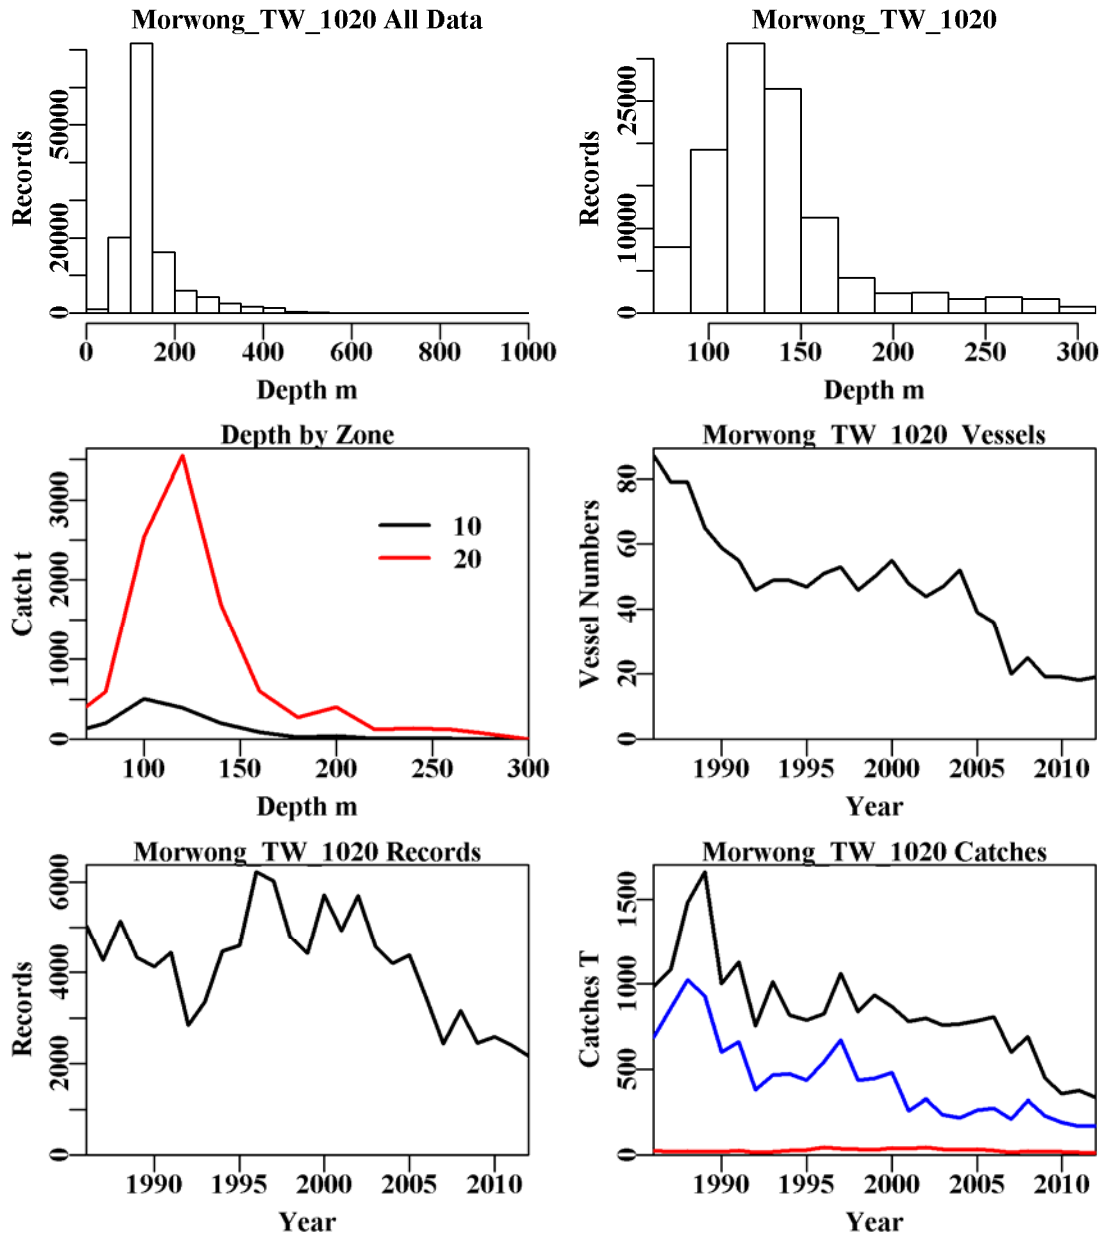 Morwong_TW_1020 All Data
Records
0 20000 50000
0 200 400 600 800 1000
Depth m
Morwong_TW_1020
Records
0 10000 25000
100 150 200 250 300
Depth m
Depth by Zone
Catch t
0 1000 2000 3000
10
20
100 150 200 250 300
Depth m
Morwong_TW_1020_Vessels
Vessel Numbers
0 20 40 60 80
1990 1995 2000 2005 2010
Year
Morwong_TW_1020 Records
Records
0 2000 4000 6000
1990 1995 2000 2005 2010
Year
Morwong_TW_1020 Catches
Catches T
0 500 1000 1500
1990 1995 2000 2005 2010
Year